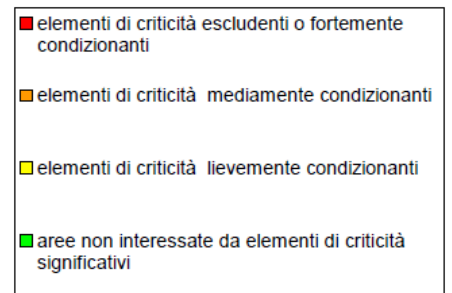 elementi di criticità escludenti o fortemente
condizionanti
elementi di criticità mediamente condizionanti
elementi di criticità lievemente condizionanti
aree non interessate da elementi di criticità
significativi